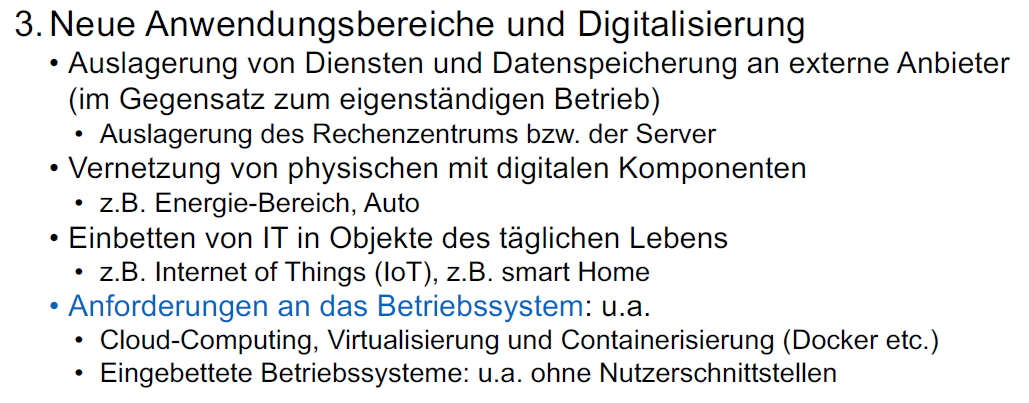 3. Neue Anwendungsbereiche und Digitalisierung
• Auslagerung von Diensten und Datenspeicherung an externe Anbieter
(im Gegensatz zum eigenständigen Betrieb)
• Auslagerung des Rechenzentrums bzw. der Server
• Vernetzung von physischen mit digitalen Komponenten
• z.B. Energie-Bereich, Auto
• Einbetten von IT in Objekte des täglichen Lebens
• z.B. Internet of Things (IoT), z.B. smart Home
• Anforderungen an das Betriebssystem: u.a.
• Cloud-Computing, Virtualisierung und Containerisierung (Docker etc.)
• Eingebettete Betriebssysteme: u.a. ohne Nutzerschnittstellen